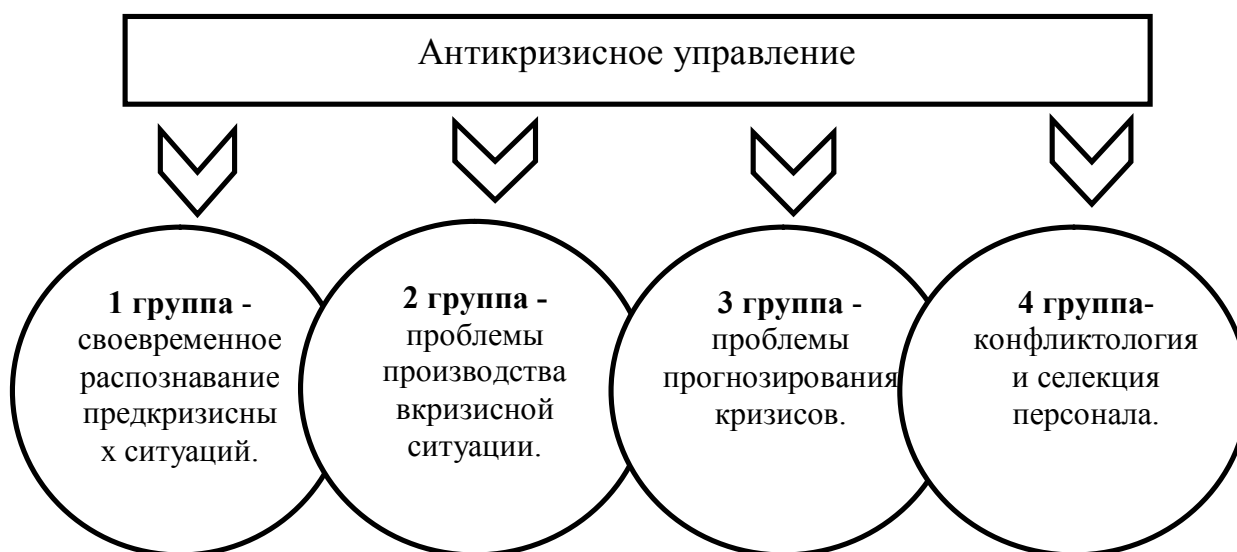 Антикризисное управление
1 группа -
своевременное
распознавание
предкризисны
х ситуаций.
2 группа -
проблемы
производства
вкризисной
ситуации.
3 группа -
проблемы
прогнозирования
кризисов.
4 группа-
конфликтология
и селекция
персонала.